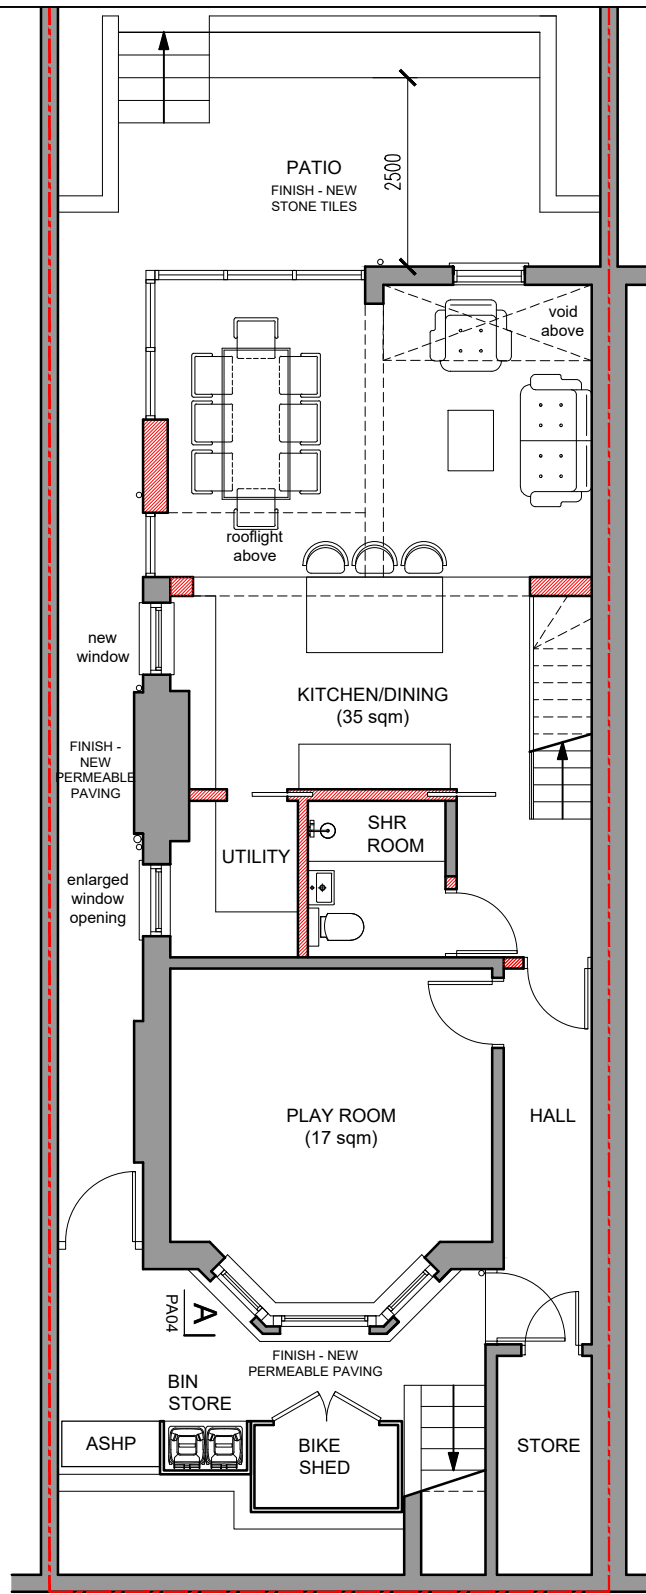 PATIO
FINISH - NEW
STONE TILES
2500
void
above
rooflight
above
new
window
KITCHEN/DINING
(35 sqm)
FINISH -
NEW
PERMEABLE
PAVING
SHR
ROOM
UTILITY
enlarged
window
opening
PLAY ROOM
(17 sqm)
HALL
A
PA04
FINISH - NEW
PERMEABLE PAVING
BIN
STORE
ASHP
BIKE
SHED
STORE